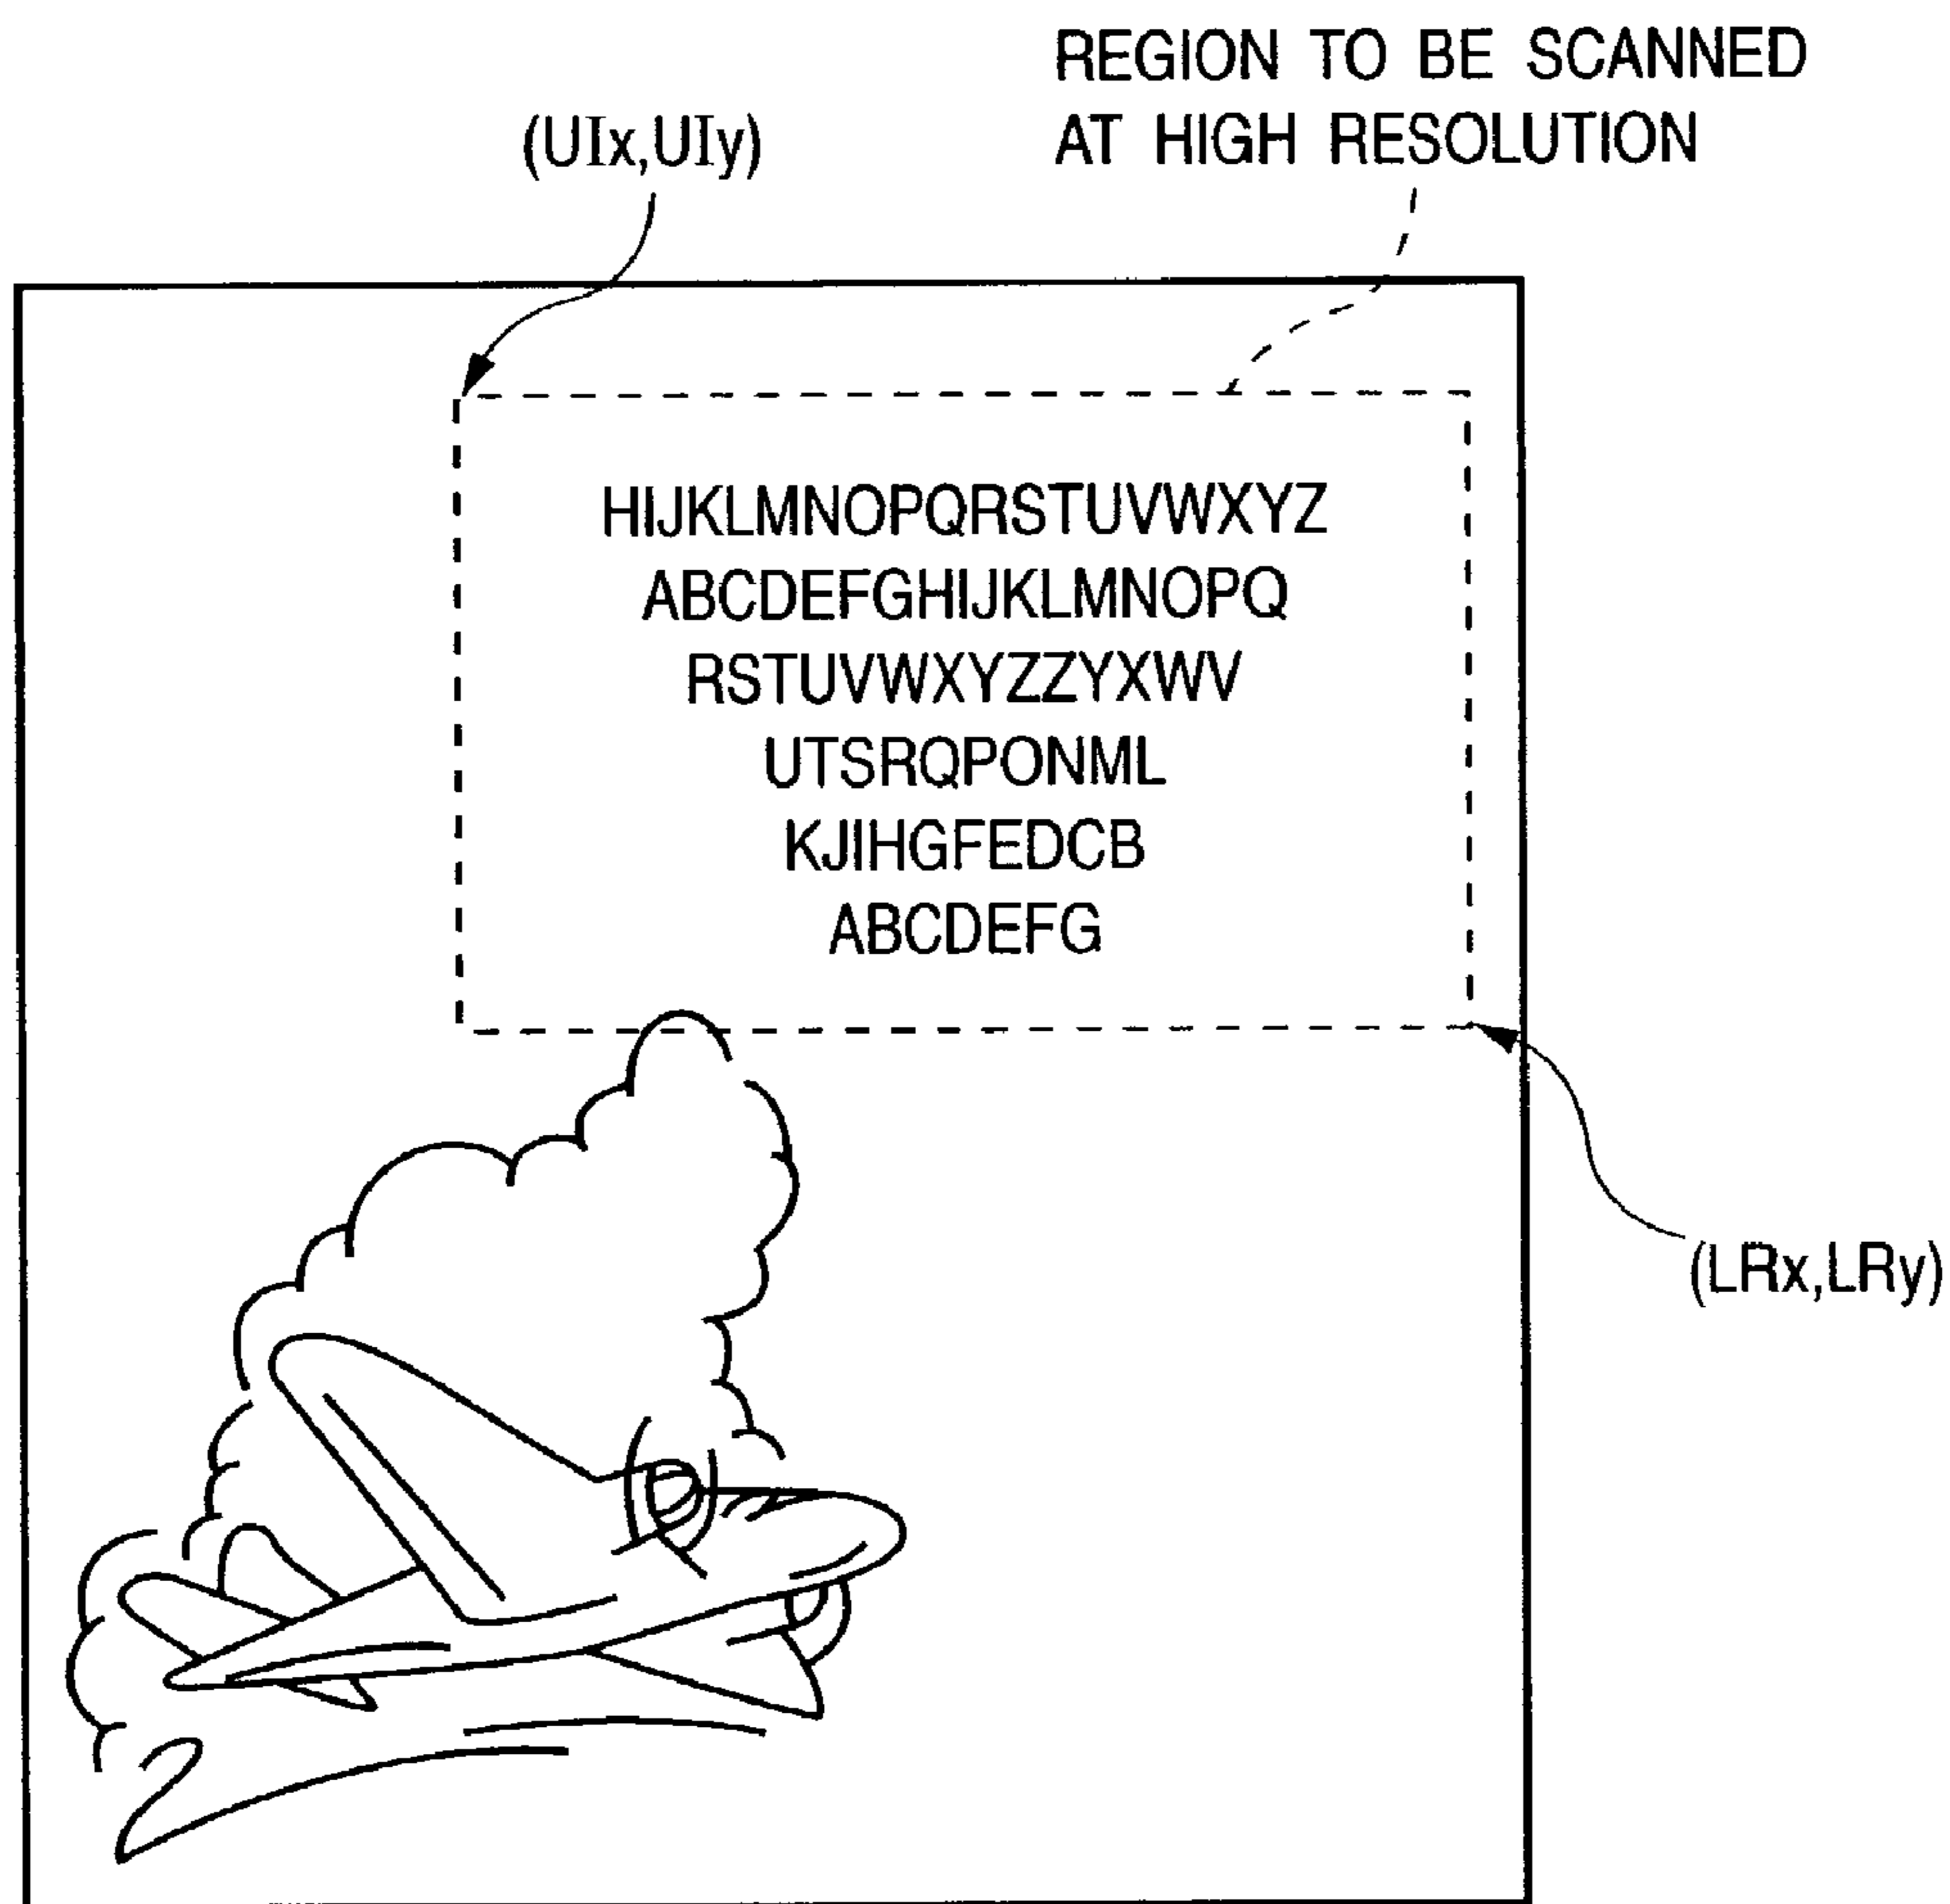 REGION TO BE SCANNED
AT HIGH RESOLUTION
(UIx,UIy)
HIJKLMNOPQRSTUVWXYZ
ABCDEFGHIJKLMNOPQ
RSTUVWXYZZYXWV
UTSRQPONML
KJIHGFEDCB
ABCDEFG
(LRx,LRy)